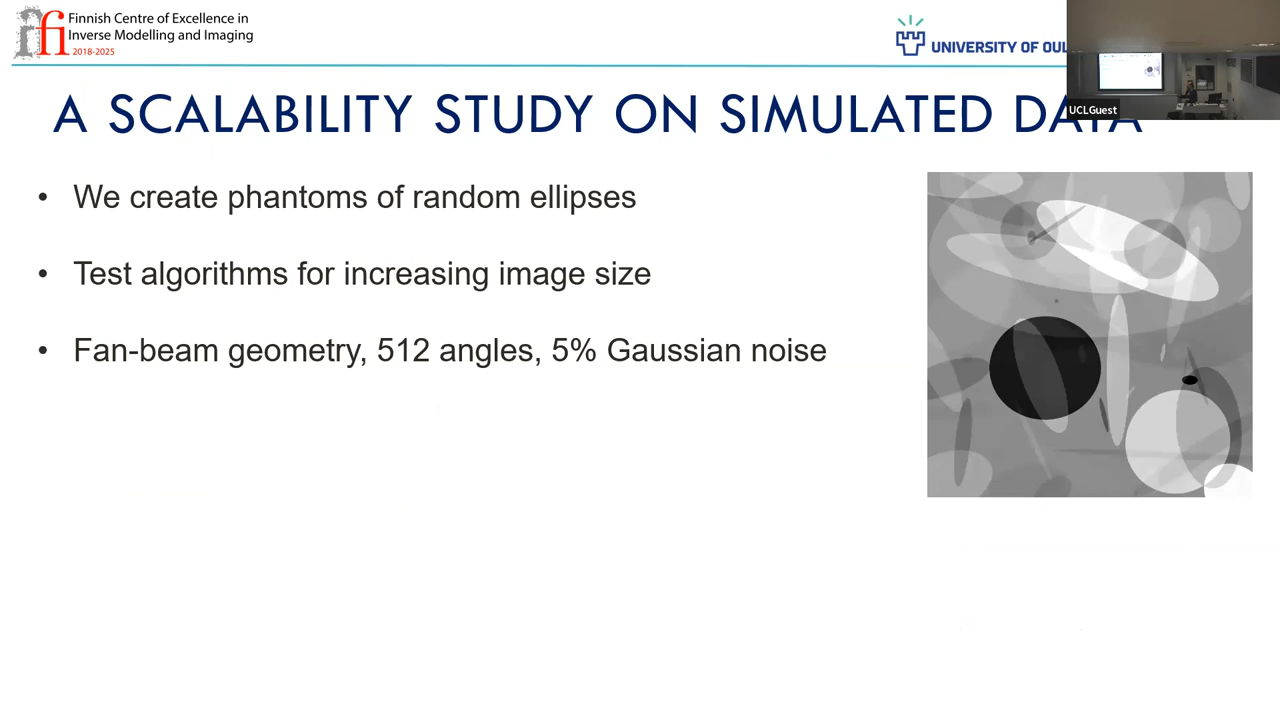 Finnish Centre of Excellence in
Inverse Modelling and Imaging
2018-2025
fi
UNIVERSITY OF OUL
UCLGuest
A SCALABILITY STUDY ON SIMULATED DATA
• We create phantoms of random ellipses
• Test algorithms for increasing image size
• Fan-beam geometry, 512 angles, 5% Gaussian noise